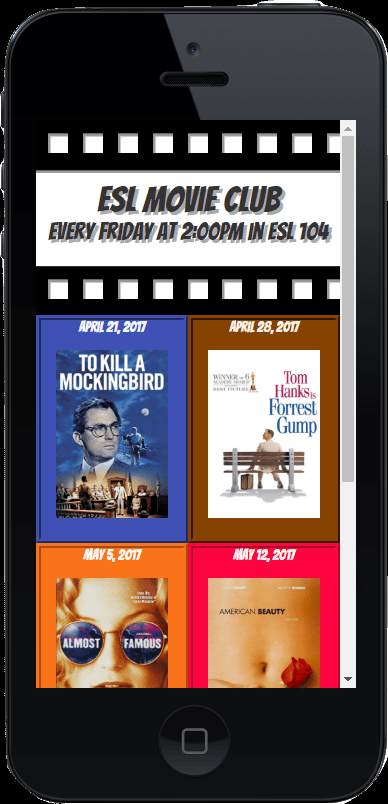 ESL MOVIE CLUB
EVERY FRIDAY AT 2:00PM IN ESL 104
APRIL 21, 2017
TO KILL A
MOCKINGBIRD
APRIL 28, 2017
WINNER OF 6
ACADEMY AWARDS
BEST PICTURE
Tom
Hanks is
Forrest
Gump
MAY 5, 2017
ALMOST FAMOUS
MAY 12, 2017
AMERICAN BEAUTY